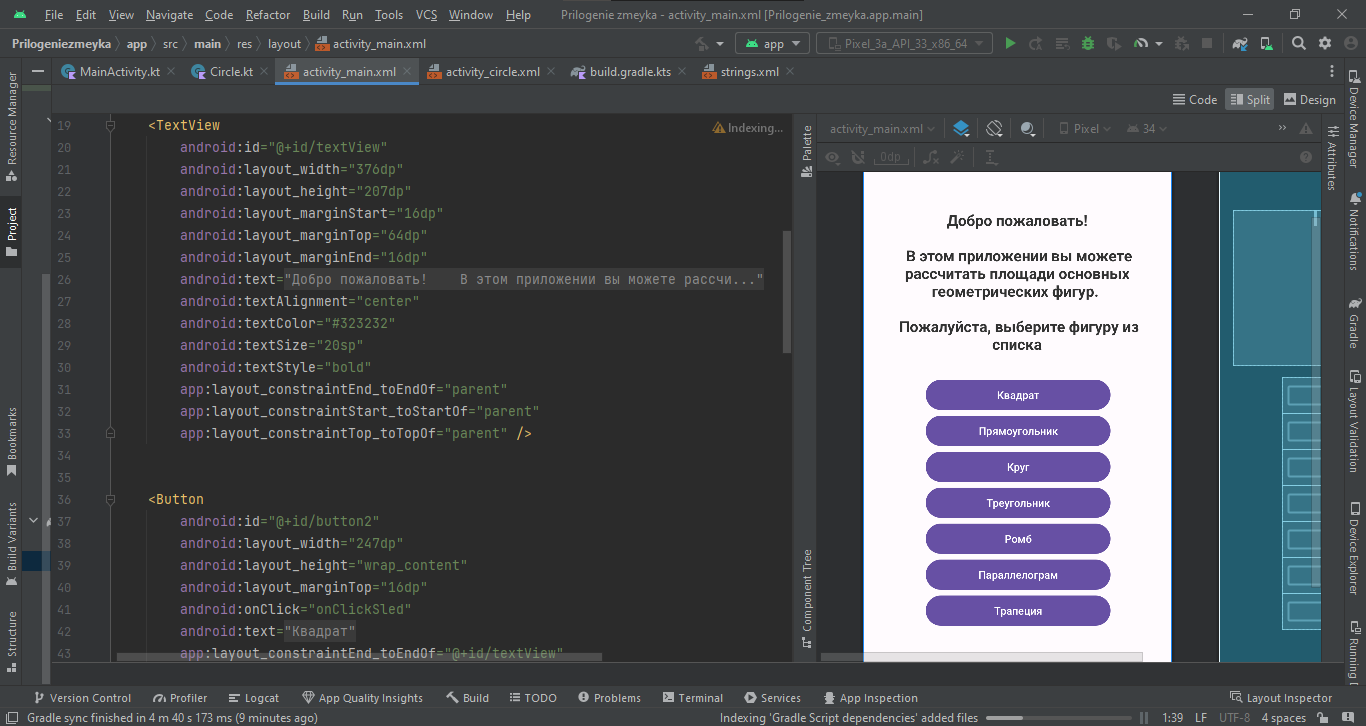 File Edit View Navigate Code Refactor Build Run Tools VCS Window Help Prilogenie zmeyka - activity_main.xml [Prilogenie_zmeyka.app.main]
Prilogeniezmeyka app src main res layout activity_main.xml app Pixel_3a_API_33_x86_64
MainActivity.kt Circle.kt activity_main.xml activity_circle.xml build.gradle.kts strings.xml
Code Split Design
19 <TextView
20 android:id="@+id/textView"
21 android:layout_width="376dp"
22 android:layout_height="207dp"
23 android:layout_marginStart="16dp"
24 android:layout_marginTop="64dp"
25 android:layout_marginEnd="16dp"
26 android:text="Добро пожаловать!    В этом приложении вы можете рассчи..."
27 android:textAlignment="center"
28 android:textColor="#323232"
29 android:textSize="20sp"
30 android:textStyle="bold"
31 app:layout_constraintEnd_toEndOf="parent"
32 app:layout_constraintStart_toStartOf="parent"
33 app:layout_constraintTop_toTopOf="parent" />
34
35
36 <Button
37 android:id="@+id/button2"
38 android:layout_width="247dp"
39 android:layout_height="wrap_content"
40 android:layout_marginTop="16dp"
41 android:onClick="onClickSled"
42 android:text="Квадрат"
43 app:layout_constraintEnd_toEndOf="@+id/textView"
Indexing...
activity_main.xml Pixel 34
0dp
Добро пожаловать!
В этом приложении вы можете
рассчитать площади основных
геометрических фигур.
Пожалуйста, выберите фигуру из
списка
Квадрат
Прямоугольник
Круг
Треугольник
Ромб
Параллелограм
Трапеция
Resource Manager
Project
Bookmarks
Build Variants
Structure
Palette
Component Tree
Attributes
Device Manager
Notifications
Gradle
Layout Validation
Device Explorer
Running
Version Control Profiler Logcat App Quality Insights Build TODO Problems Terminal Services App Inspection Layout Inspector
Gradle sync finished in 4 m 40 s 173 ms (9 minutes ago) Indexing 'Gradle Script dependencies' added files 1:39 LF UTF-8 4 spaces